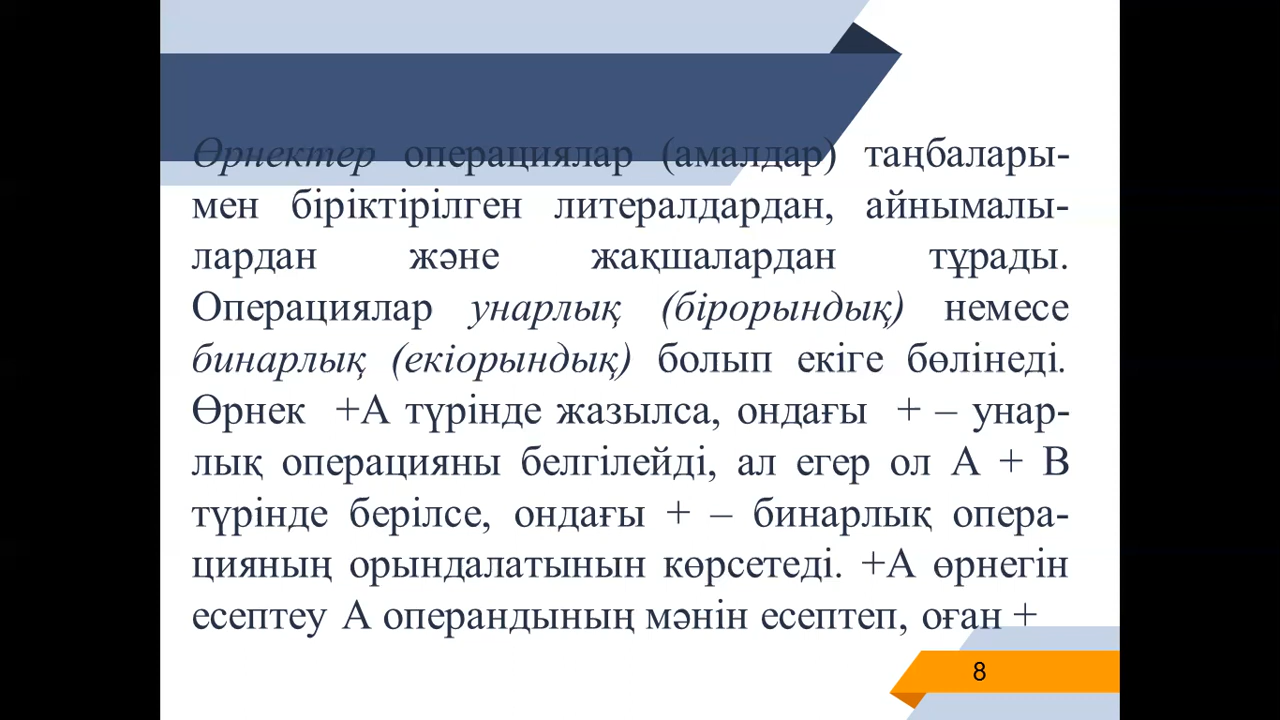 Өрнектер операциялар (амалдар) таңбалары-
мен біріктірілген литералдардан, айнымалы-
лардан және жақшалардан тұрады.
Операциялар унарлық (бірорындық) немесе
бинарлық (екіорындық) болып екіге бөлінеді.
Өрнек +А түрінде жазылса, ондағы + – унар-
лық операцияны белгілейді, ал егер ол А + В
түрінде берілсе, ондағы + – бинарлық опера-
цияның орындалатынын көрсетеді. +А өрнегін
есептеу А операндының мәнін есептеп, оған +
8